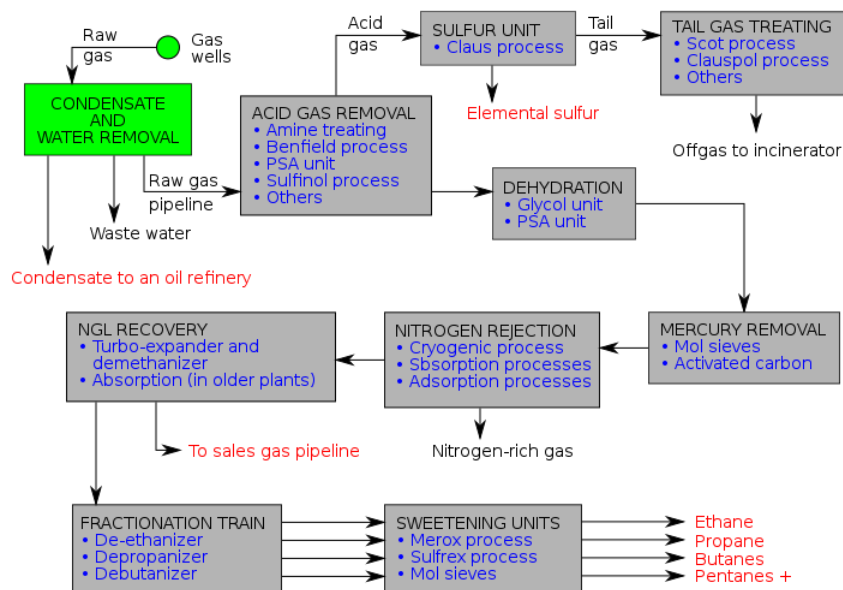 Raw
gas
Gas
wells
CONDENSATE
AND
WATER REMOVAL
Raw gas
pipeline
Waste water
Condensate to an oil refinery
ACID GAS REMOVAL
• Amine treating
• Benfield process
• PSA unit
• Sulfinol process
• Others
Acid
gas
SULFUR UNIT
• Claus process
Elemental sulfur
Tail
gas
TAIL GAS TREATING
• Scot process
• Clauspol process
• Others
Offgas to incinerator
DEHYDRATION
• Glycol unit
• PSA unit
MERCURY REMOVAL
• Mol sieves
• Activated carbon
NITROGEN REJECTION
• Cryogenic process
• Sbsorption processes
• Adsorption processes
Nitrogen-rich gas
NGL RECOVERY
• Turbo-expander and
demethanizer
• Absorption (in older plants)
To sales gas pipeline
FRACTIONATION TRAIN
• De-ethanizer
• Depropanizer
• Debutanizer
SWEETENING UNITS
• Merox process
• Sulfrex process
• Mol sieves
Ethane
Propane
Butanes
Pentanes +